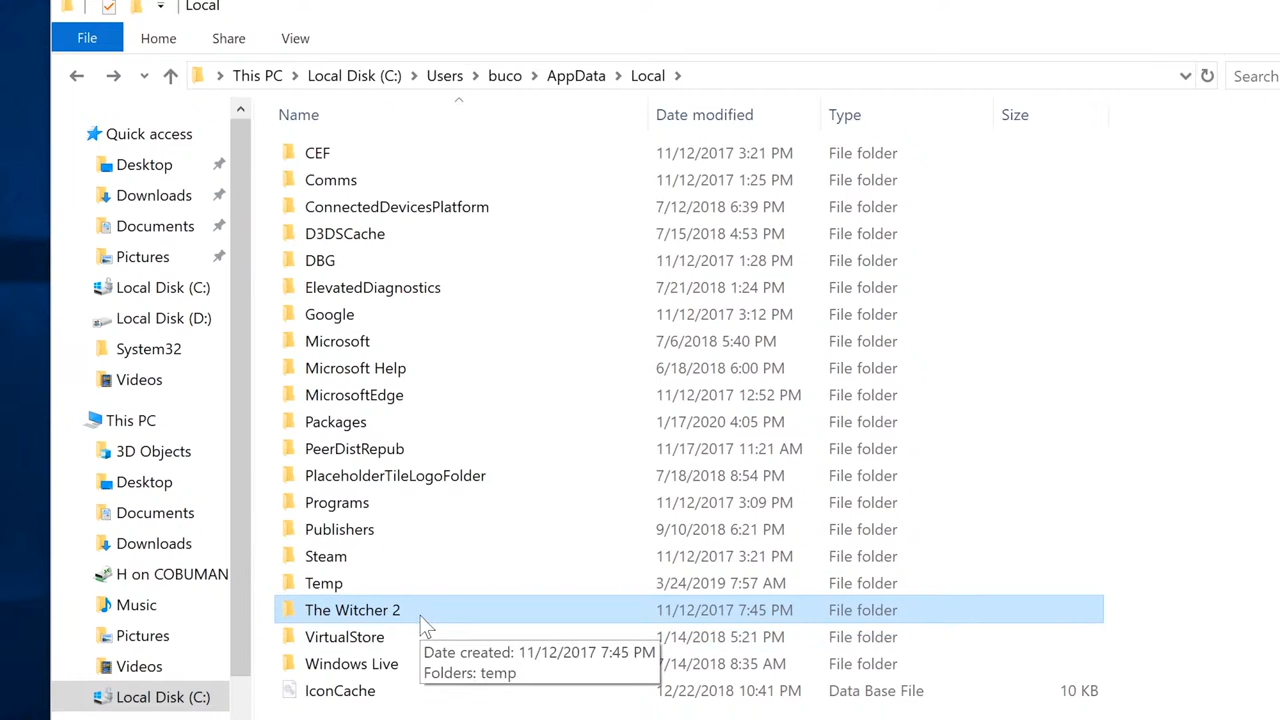 Local
File Home Share View
This PC Local Disk (C:) Users buco AppData Local Search
Name Date modified Type Size
Quick access
Desktop
Downloads
Documents
Pictures
Local Disk (C:)
Local Disk (D:)
System32
Videos
This PC
3D Objects
Desktop
Documents
Downloads
H on COBUMAN
Music
Pictures
Videos
Local Disk (C:)
CEF 11/12/2017 3:21 PM File folder
Comms 11/12/2017 1:25 PM File folder
ConnectedDevicesPlatform 7/12/2018 6:39 PM File folder
D3DSCache 7/15/2018 4:53 PM File folder
DBG 11/12/2017 1:28 PM File folder
ElevatedDiagnostics 7/21/2018 1:24 PM File folder
Google 11/12/2017 3:12 PM File folder
Microsoft 7/6/2018 5:40 PM File folder
Microsoft Help 6/18/2018 6:00 PM File folder
MicrosoftEdge 11/12/2017 12:52 PM File folder
Packages 1/17/2020 4:05 PM File folder
PeerDistRepub 11/17/2017 11:21 AM File folder
PlaceholderTileLogoFolder 7/18/2018 8:54 PM File folder
Programs 11/12/2017 3:09 PM File folder
Publishers 9/10/2018 6:21 PM File folder
Steam 11/12/2017 3:21 PM File folder
Temp 3/24/2019 7:57 AM File folder
The Witcher 2 11/12/2017 7:45 PM File folder
VirtualStore 1/14/2018 5:21 PM File folder
Date created: 11/12/2017 7:45 PM
Windows Live 7/14/2018 8:35 AM File folder
Folders: temp
IconCache 12/22/2018 10:41 PM Data Base File 10 KB